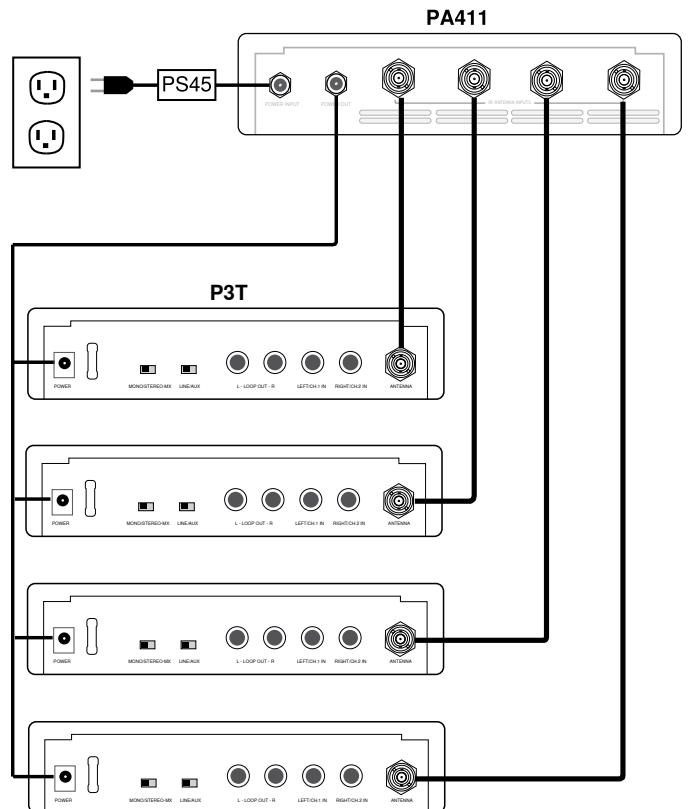 PA411
PS45
POWER INPUT
POWER OUT
IR ANTENNA INPUTS
P3T
POWER
MONO/STEREO-MX
LINE/AUX
L - LOOP OUT - R
LEFT/CH.1 IN
RIGHT/CH.2 IN
ANTENNA
POWER
MONO/STEREO-MX
LINE/AUX
L - LOOP OUT - R
LEFT/CH.1 IN
RIGHT/CH.2 IN
ANTENNA
POWER
MONO/STEREO-MX
LINE/AUX
L - LOOP OUT - R
LEFT/CH.1 IN
RIGHT/CH.2 IN
ANTENNA
POWER
MONO/STEREO-MX
LINE/AUX
L - LOOP OUT - R
LEFT/CH.1 IN
RIGHT/CH.2 IN
ANTENNA